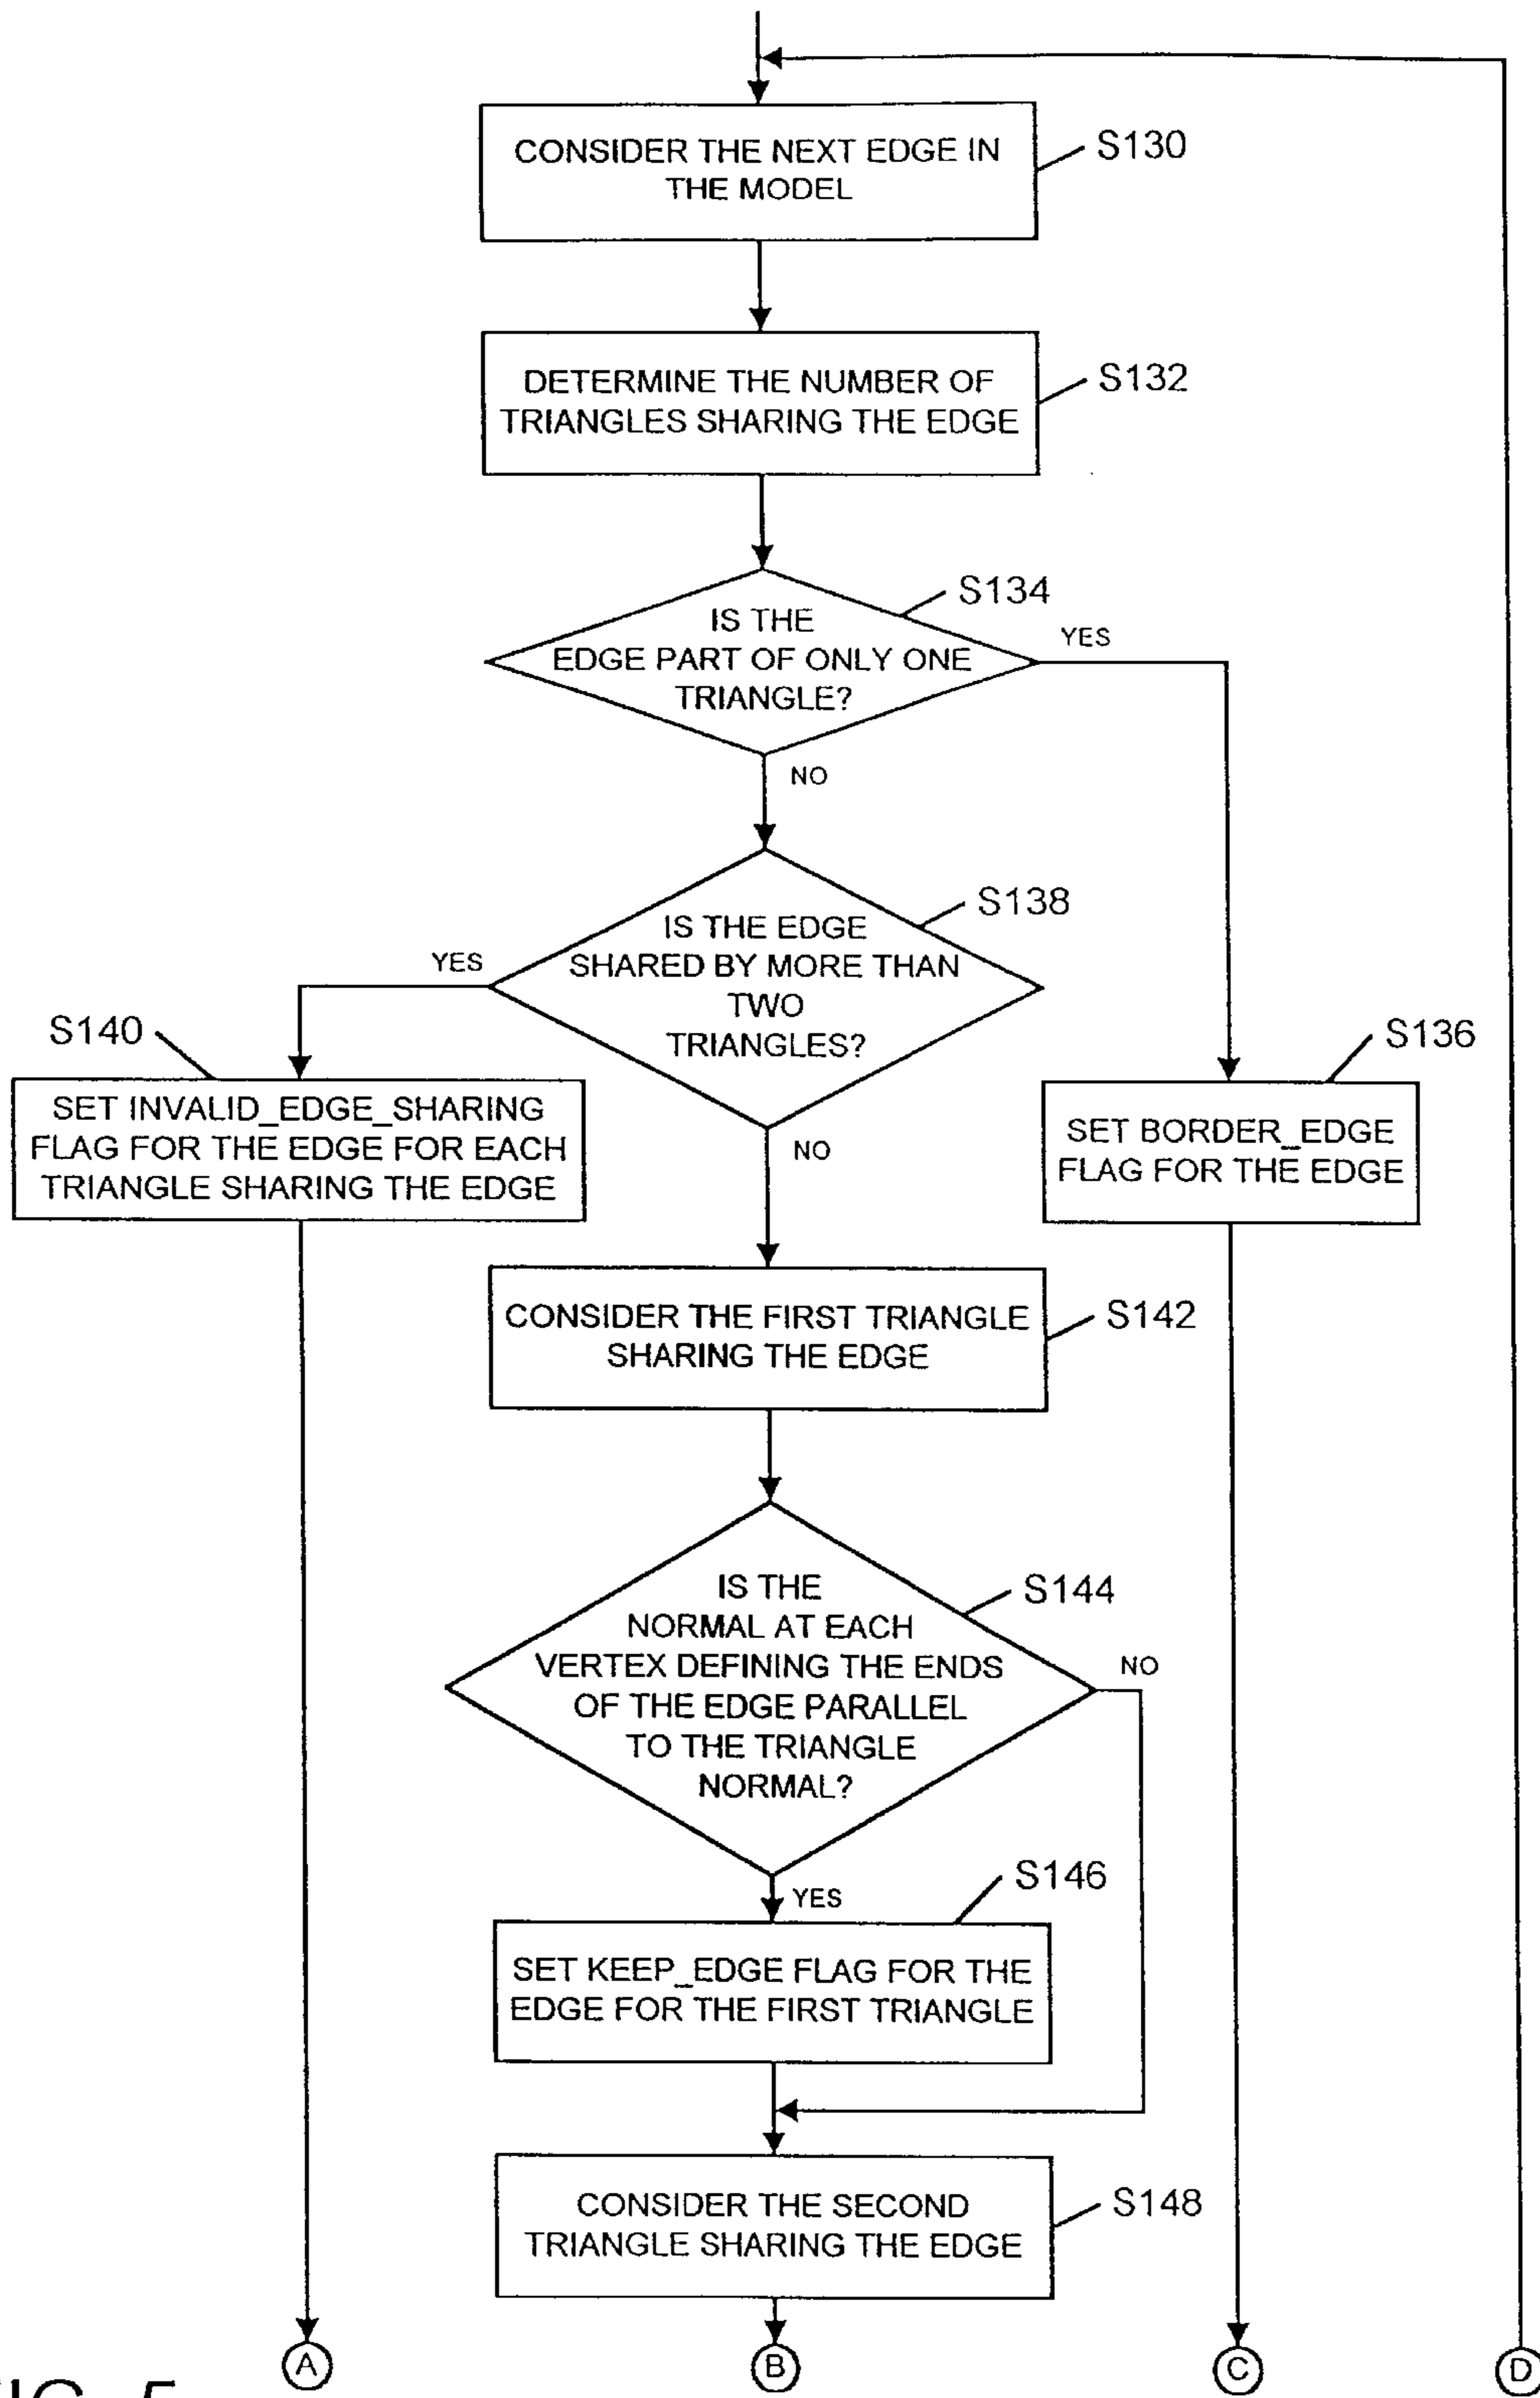 CONSIDER THE NEXT EDGE IN
THE MODEL
S130
DETERMINE THE NUMBER OF
TRIANGLES SHARING THE EDGE
S132
S134
IS THE
EDGE PART OF ONLY ONE
TRIANGLE?
YES
NO
S138
IS THE EDGE
SHARED BY MORE THAN
TWO
TRIANGLES?
YES
NO
S140
SET INVALID_EDGE_SHARING
FLAG FOR THE EDGE FOR EACH
TRIANGLE SHARING THE EDGE
S136
SET BORDER_EDGE
FLAG FOR THE EDGE
CONSIDER THE FIRST TRIANGLE
SHARING THE EDGE
S142
S144
IS THE
NORMAL AT EACH
VERTEX DEFINING THE ENDS
OF THE EDGE PARALLEL
TO THE TRIANGLE
NORMAL?
NO
YES
S146
SET KEEP_EDGE FLAG FOR THE
EDGE FOR THE FIRST TRIANGLE
CONSIDER THE SECOND
TRIANGLE SHARING THE EDGE
S148
A
B
C
D